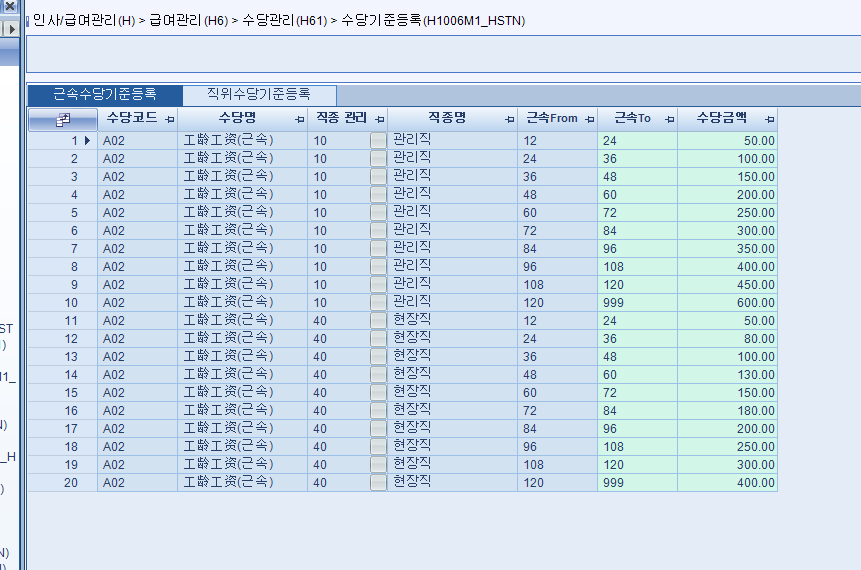 인사/급여관리(H) > 급여관리(H6) > 수당관리(H61) > 수당기준등록(H1006M1_HSTN)
근속수당기준등록 직위수당기준등록
수당코드 수당명 직종 관리 직종명 근속From 근속To 수당금액
1 A02 工龄工资(근속) 10 관리직 12 24 50.00
2 A02 工龄工资(근속) 10 관리직 24 36 100.00
3 A02 工龄工资(근속) 10 관리직 36 48 150.00
4 A02 工龄工资(근속) 10 관리직 48 60 200.00
5 A02 工龄工资(근속) 10 관리직 60 72 250.00
6 A02 工龄工资(근속) 10 관리직 72 84 300.00
7 A02 工龄工资(근속) 10 관리직 84 96 350.00
8 A02 工龄工资(근속) 10 관리직 96 108 400.00
9 A02 工龄工资(근속) 10 관리직 108 120 450.00
10 A02 工龄工资(근속) 10 관리직 120 999 600.00
11 A02 工龄工资(근속) 40 현장직 12 24 50.00
ST
12 A02 工龄工资(근속) 40 현장직 24 36 80.00
)
13 A02 工龄工资(근속) 40 현장직 36 48 100.00
14 A02 工龄工资(근속) 40 현장직 48 60 130.00
M1_
15 A02 工龄工资(근속) 40 현장직 60 72 150.00
16 A02 工龄工资(근속) 40 현장직 72 84 180.00
17 A02 工龄工资(근속) 40 현장직 84 96 200.00
N)
18 A02 工龄工资(근속) 40 현장직 96 108 250.00
_H
19 A02 工龄工资(근속) 40 현장직 108 120 300.00
20 A02 工龄工资(근속) 40 현장직 120 999 400.00
)
N)